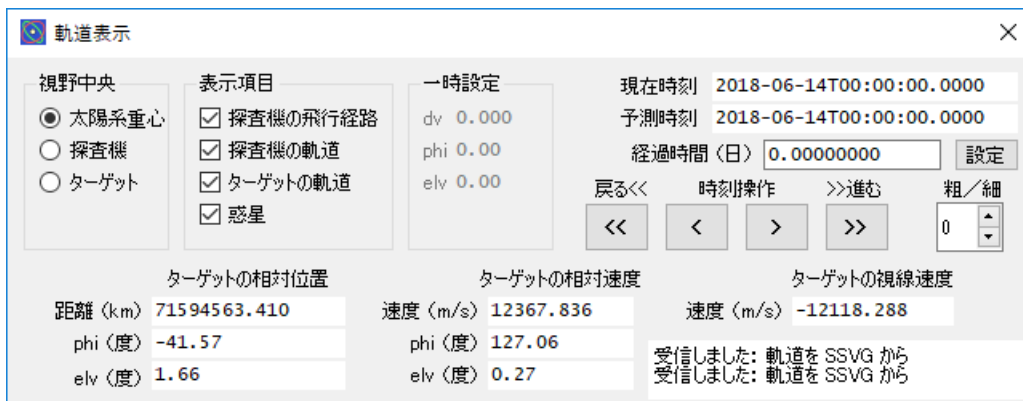 軌道表示
視野中央
太陽系重心
探査機
ターゲット
表示項目
探査機の飛行経路
探査機の軌道
ターゲットの軌道
惑星
一時設定
dv 0.000
phi 0.00
elv 0.00
現在時刻 2018-06-14T00:00:00.0000
予測時刻 2018-06-14T00:00:00.0000
経過時間（日） 0.00000000 設定
戻る<< 時刻操作 >>進む 粗／細
<< < > >> 0
ターゲットの相対位置
距離（km） 71594563.410
phi（度） -41.57
elv（度） 1.66
ターゲットの相対速度
速度（m/s） 12367.836
phi（度） 127.06
elv（度） 0.27
ターゲットの視線速度
速度（m/s） -12118.288
受信しました: 軌道を SSVG から
受信しました: 軌道を SSVG から